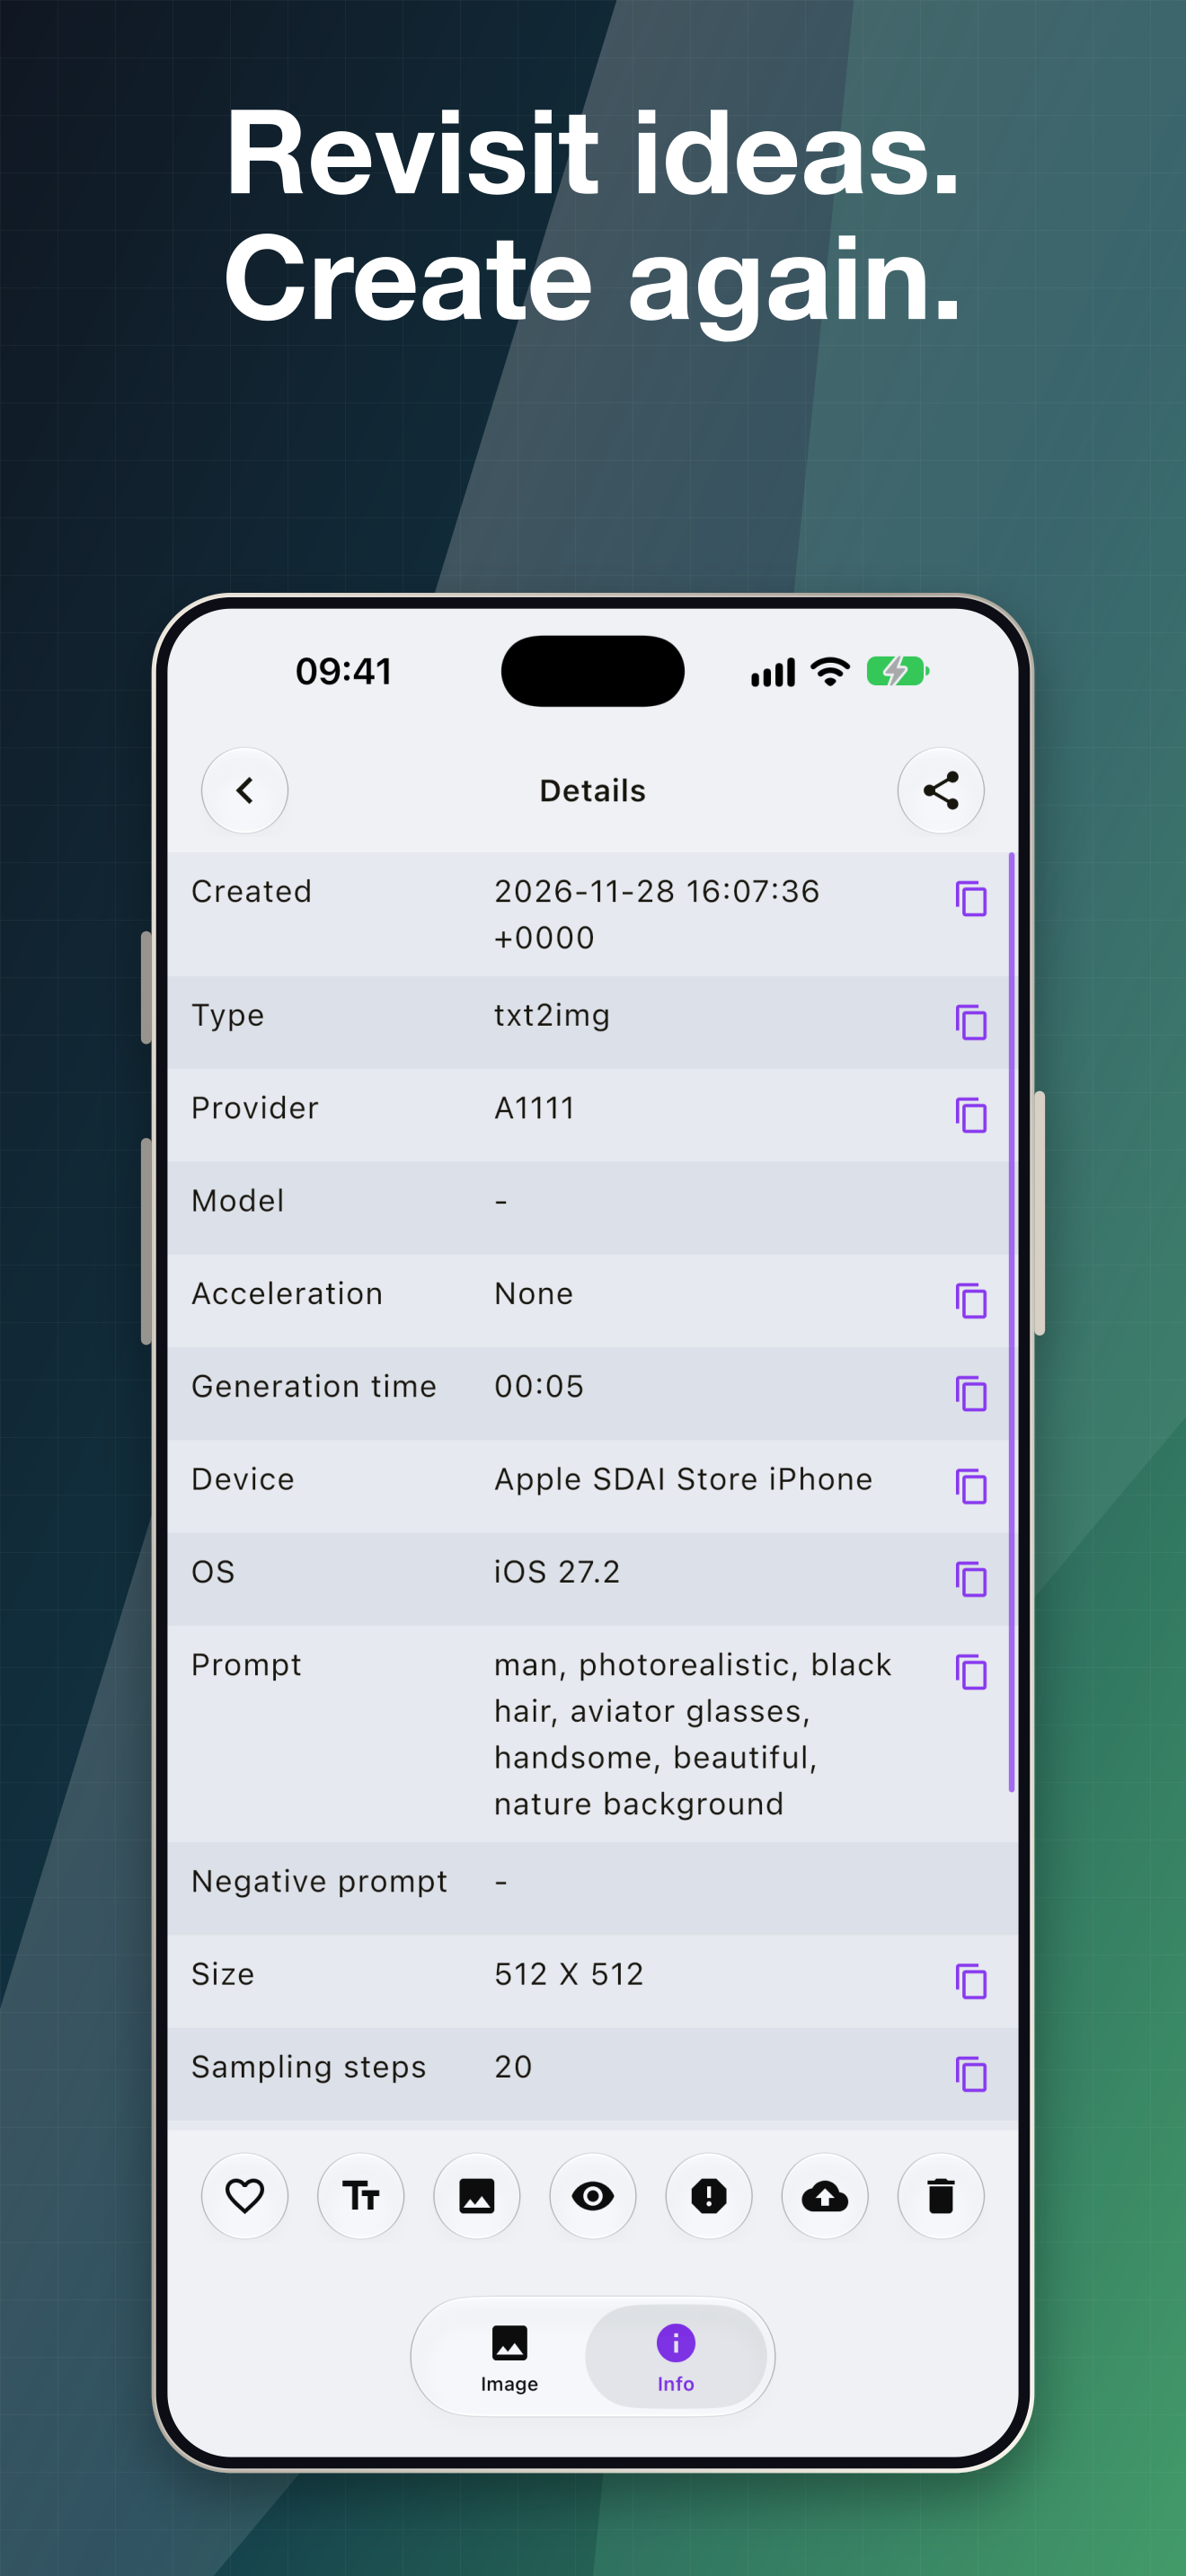 Revisit ideas.
Create again.
09:41
Details
Created 2026-11-28 16:07:36
+0000
Type txt2img
Provider A1111
Model -
Acceleration None
Generation time 00:05
Device Apple SDAI Store iPhone
OS iOS 27.2
Prompt man, photorealistic, black
hair, aviator glasses,
handsome, beautiful,
nature background
Negative prompt -
Size 512 X 512
Sampling steps 20
Image Info